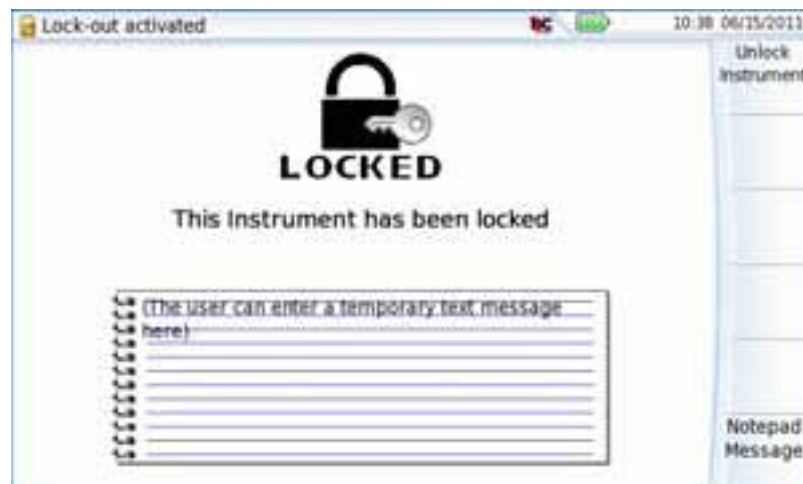 Lock-out activated
10:38 06/15/2011
Unlock
Instrument
LOCKED
This Instrument has been locked
(The user can enter a temporary text message
here)
Notepad
Message